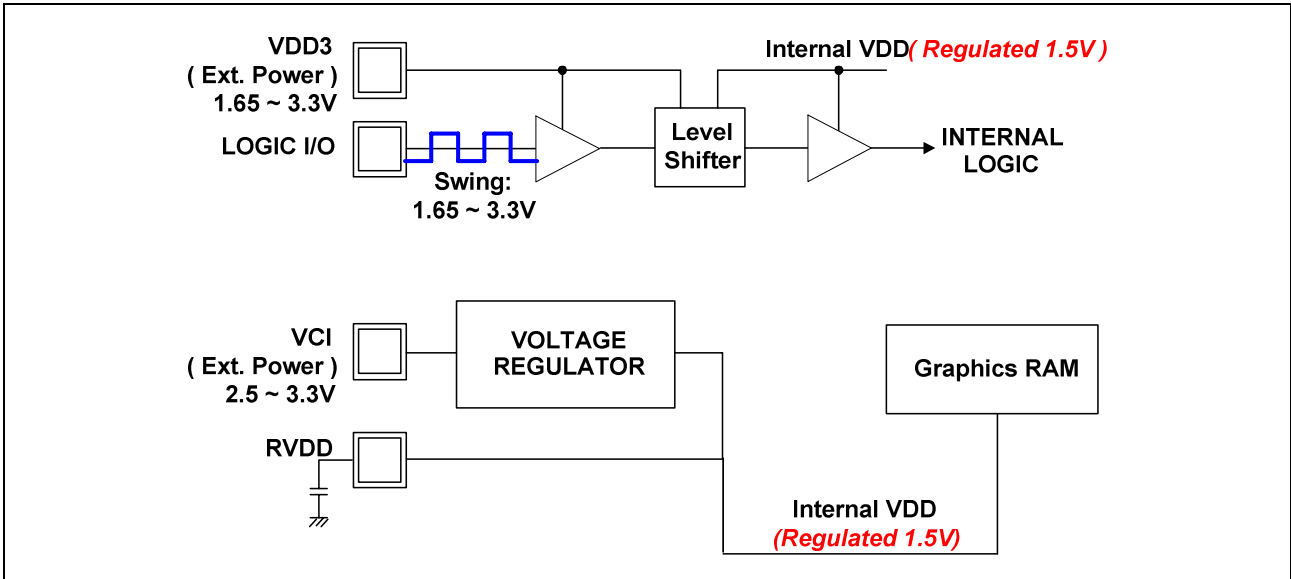 VDD3
( Ext. Power )
1.65 ~ 3.3V
LOGIC I/O
Swing:
1.65 ~ 3.3V
Level
Shifter
Internal VDD( Regulated 1.5V )
INTERNAL
LOGIC
VCI
( Ext. Power )
2.5 ~ 3.3V
VOLTAGE
REGULATOR
Graphics RAM
RVDD
Internal VDD
(Regulated 1.5V)